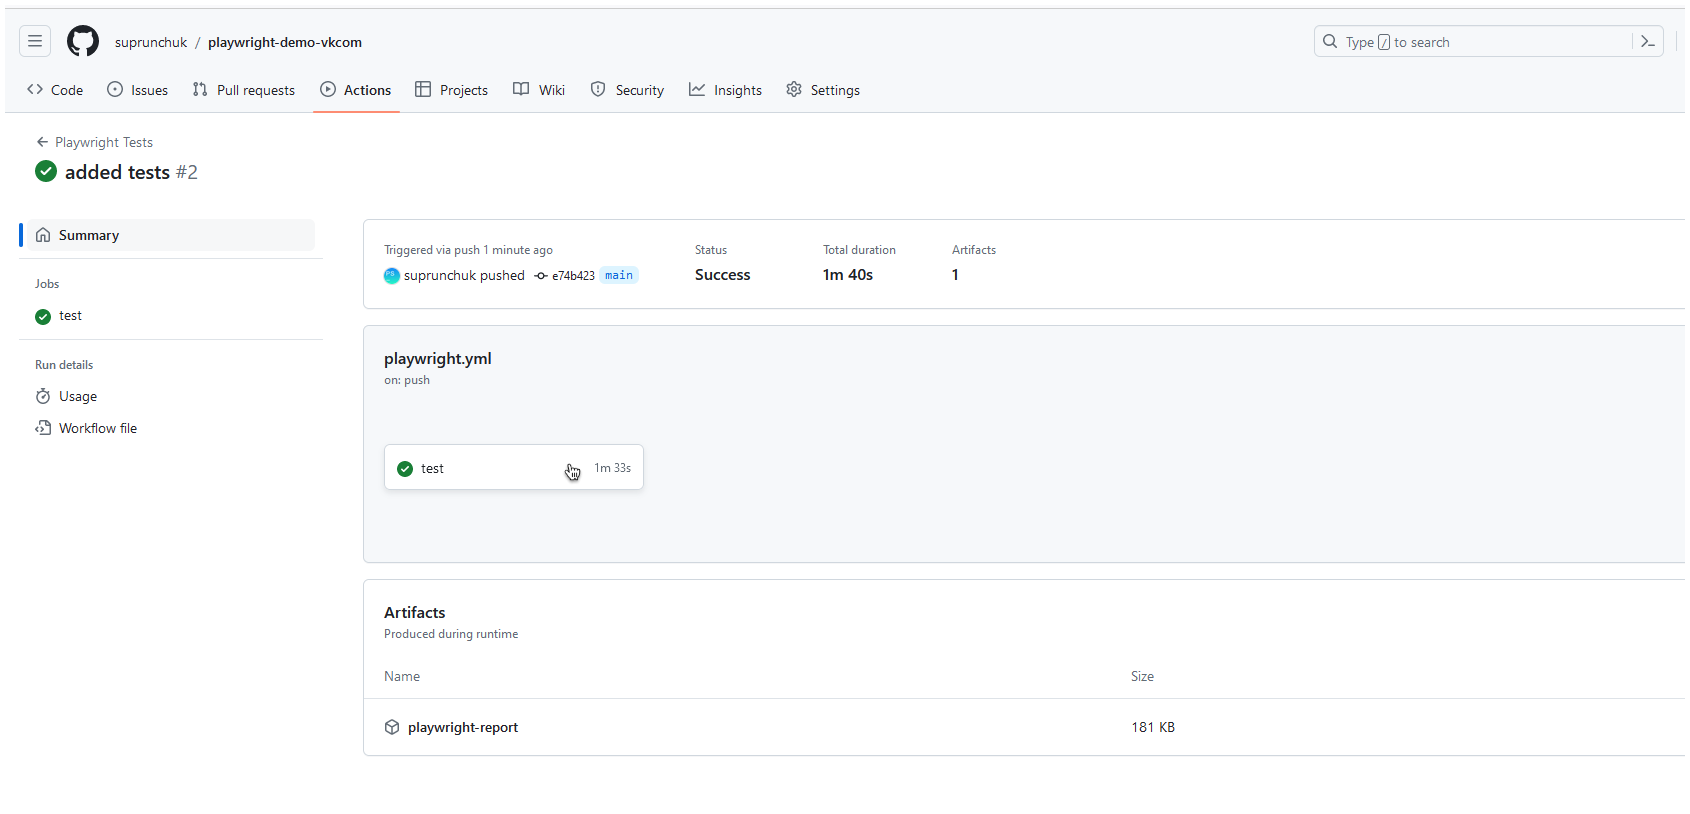 suprunchuk / playwright-demo-vkcom
Type / to search
Code Issues Pull requests Actions Projects Wiki Security Insights Settings
Playwright Tests
added tests #2
Summary
Jobs
test
Run details
Usage
Workflow file
Triggered via push 1 minute ago
suprunchuk pushed e74b423 main
Status
Success
Total duration
1m 40s
Artifacts
1
playwright.yml
on: push
test 1m 33s
Artifacts
Produced during runtime
Name Size
playwright-report 181 KB